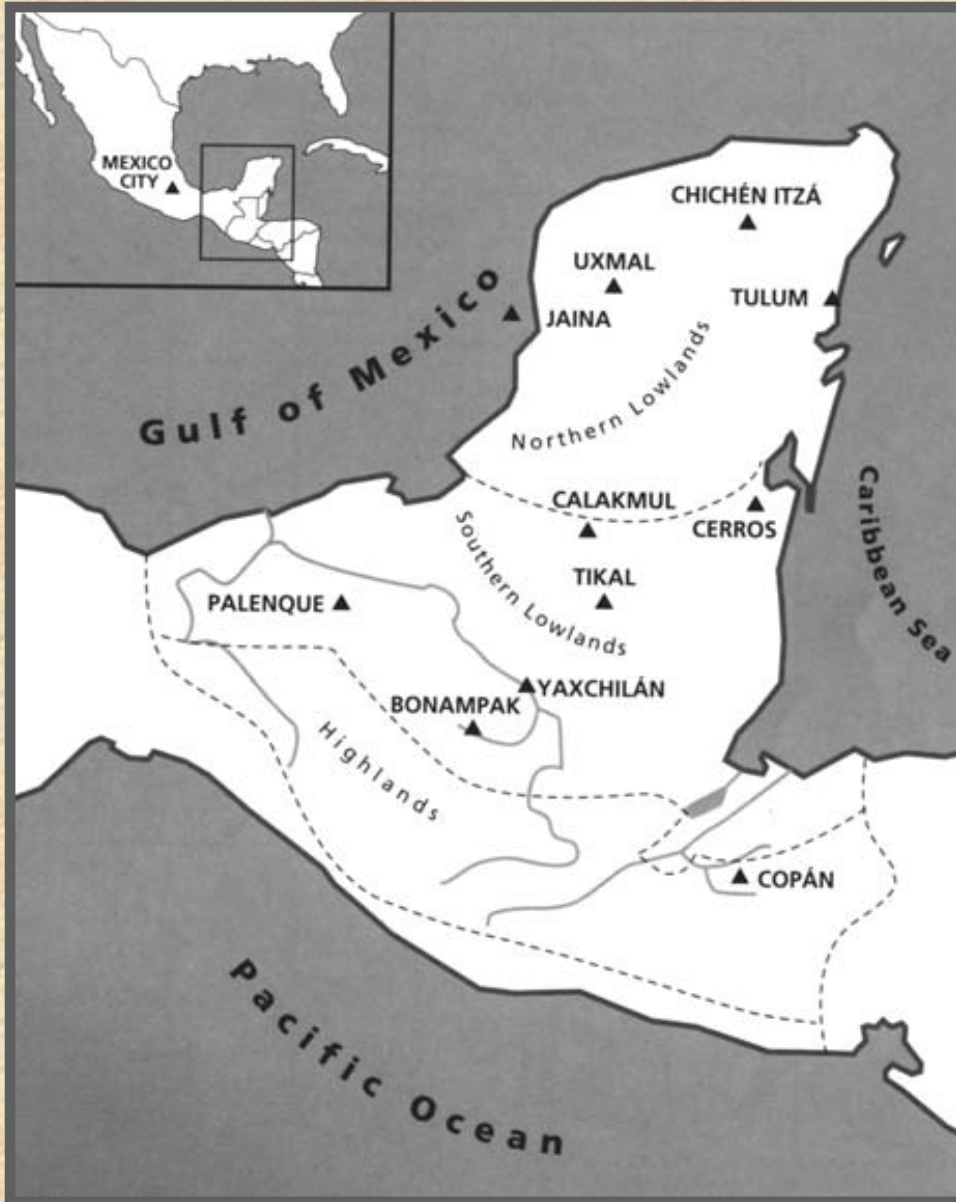 MEXICO
CITY
CHICHÉN ITZÁ
UXMAL
TULUM
JAINA
Gulf of Mexico
Northern Lowlands
CALAKMUL
CERROS
Caribbean Sea
Southern Lowlands
TIKAL
PALENQUE
YAXCHILÁN
BONAMPAK
Highlands
COPÁN
Pacific Ocean